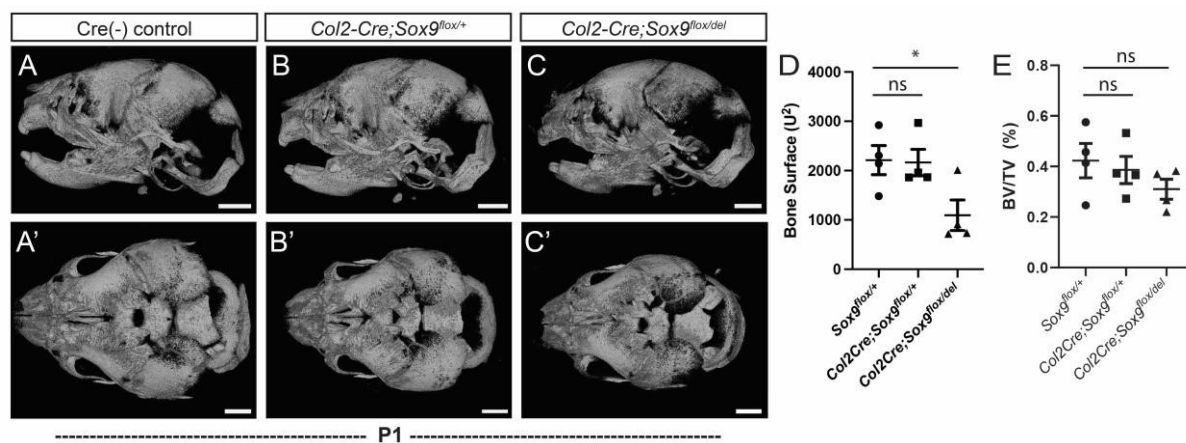 Cre(-) control
Col2-Cre;Sox9flox/+
Col2-Cre;Sox9flox/del
A
B
C
A’
B’
C’
---- P1 ----
D
*
ns
4000
3000
2000
1000
0
Bone Surface (U²)
Sox9flox/+
Col2Cre;Sox9flox/+
Col2Cre;Sox9flox/del
E
ns
ns
0.8
0.6
0.4
0.2
0.0
BV/TV (%)
Sox9flox/+
Col2Cre;Sox9flox/+
Col2Cre;Sox9flox/del